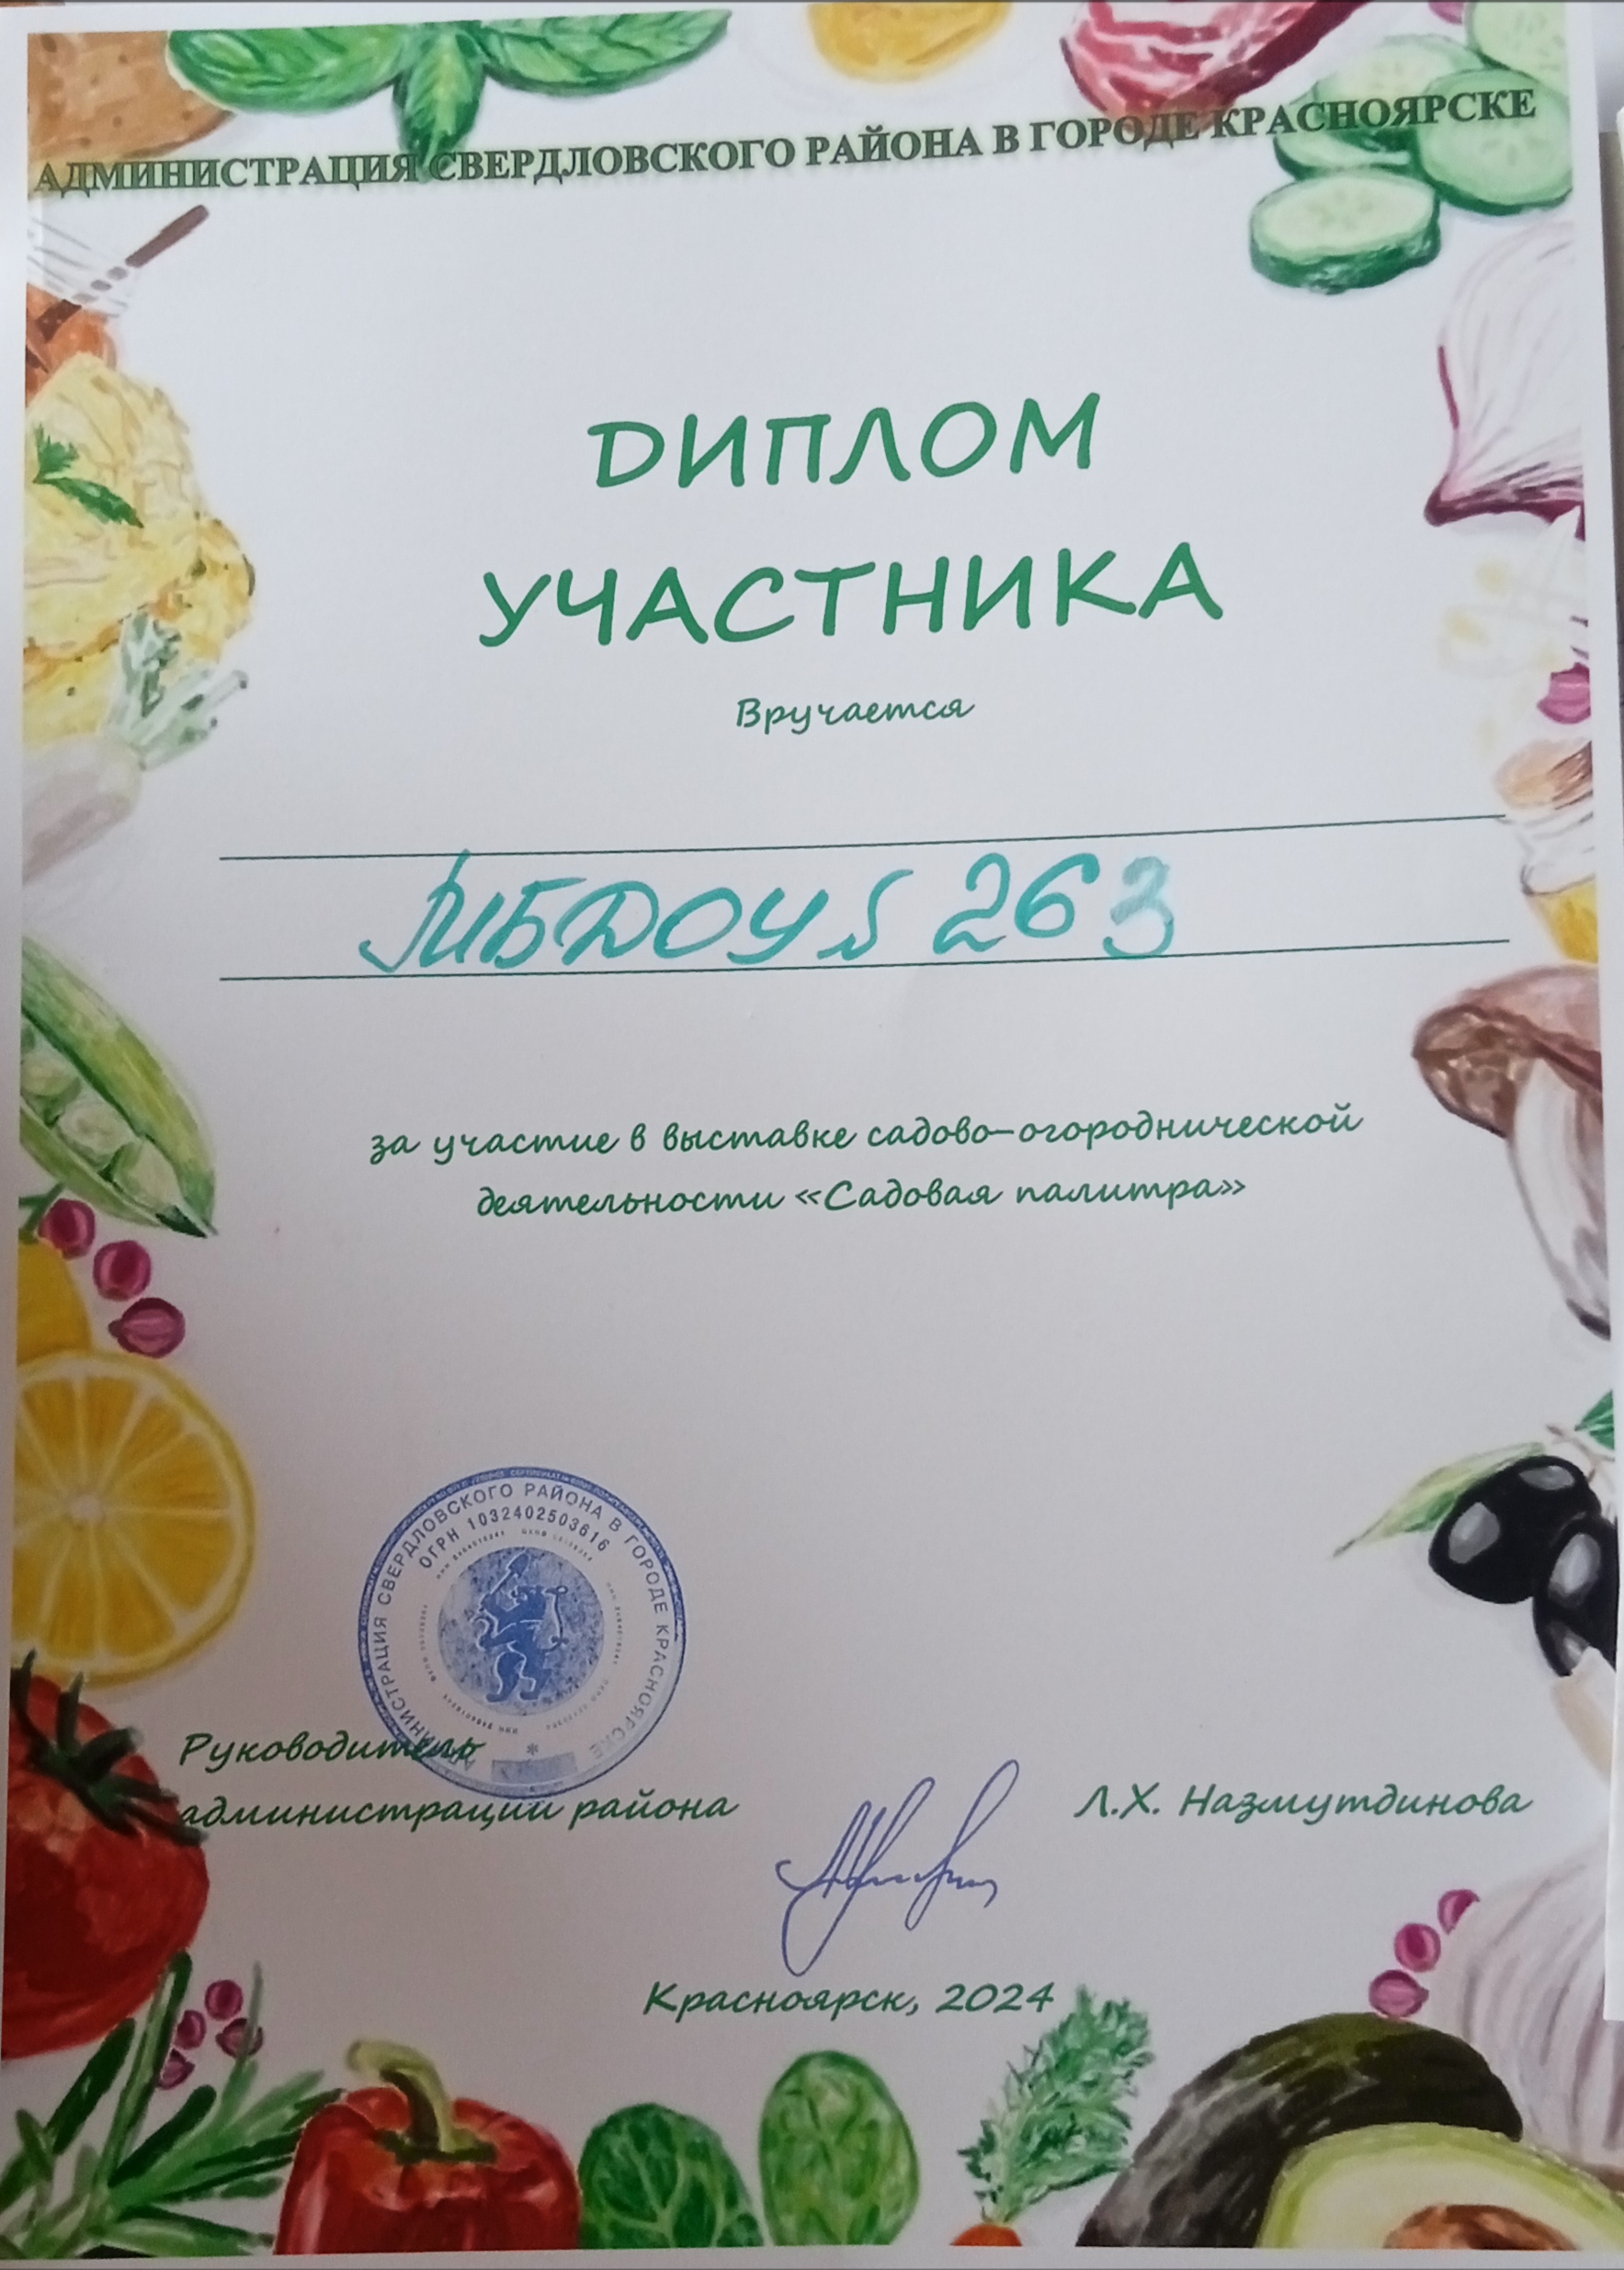 АДМИНИСТРАЦИЯ СВЕРДЛОВСКОГО РАЙОНА В ГОРОДЕ КРАСНОЯРСКЕ
ДИПЛОМ
УЧАСТНИКА
Вручается
МБДОУ № 263
за участие в выставке садово-огороднической
деятельности «Садовая палитра»
АДМИНИСТРАЦИЯ СВЕРДЛОВСКОГО РАЙОНА В ГОРОДЕ КРАСНОЯРСКЕ
ОГРН 1032402503616
Руководитель
администрации района
Л.Х. Назмутдинова
Красноярск, 2024